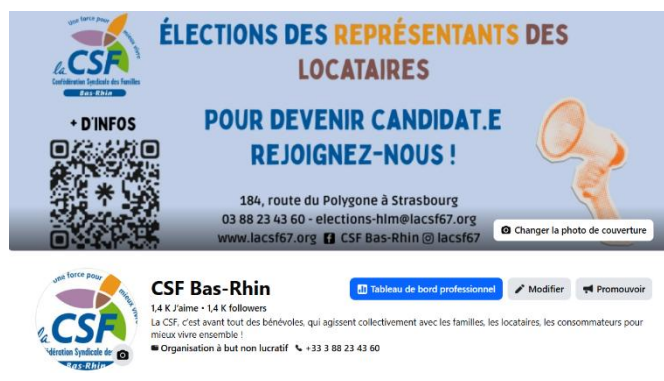 Une force pour mieux vivre
la CSF
Confédération Syndicale des Familles
Bas-Rhin
ÉLECTIONS DES REPRÉSENTANTS DES
LOCATAIRES
+ D'INFOS
POUR DEVENIR CANDIDAT.E
REJOIGNEZ-NOUS !
184, route du Polygone à Strasbourg
03 88 23 43 60 - elections-hlm@lacsf67.org
www.lacsf67.org CSF Bas-Rhin lacsf67
Changer la photo de couverture
une force pour mieux vivre
la CSF
dération Syndicale de
Bas-Rhin
CSF Bas-Rhin
Tableau de bord professionnel
Modifier
Promouvoir
1,4 K J'aime • 1,4 K followers
La CSF, c'est avant tout des bénévoles, qui agissent collectivement avec les familles, les locataires, les consommateurs pour
mieux vivre ensemble !
Organisation à but non lucratif +33 3 88 23 43 60